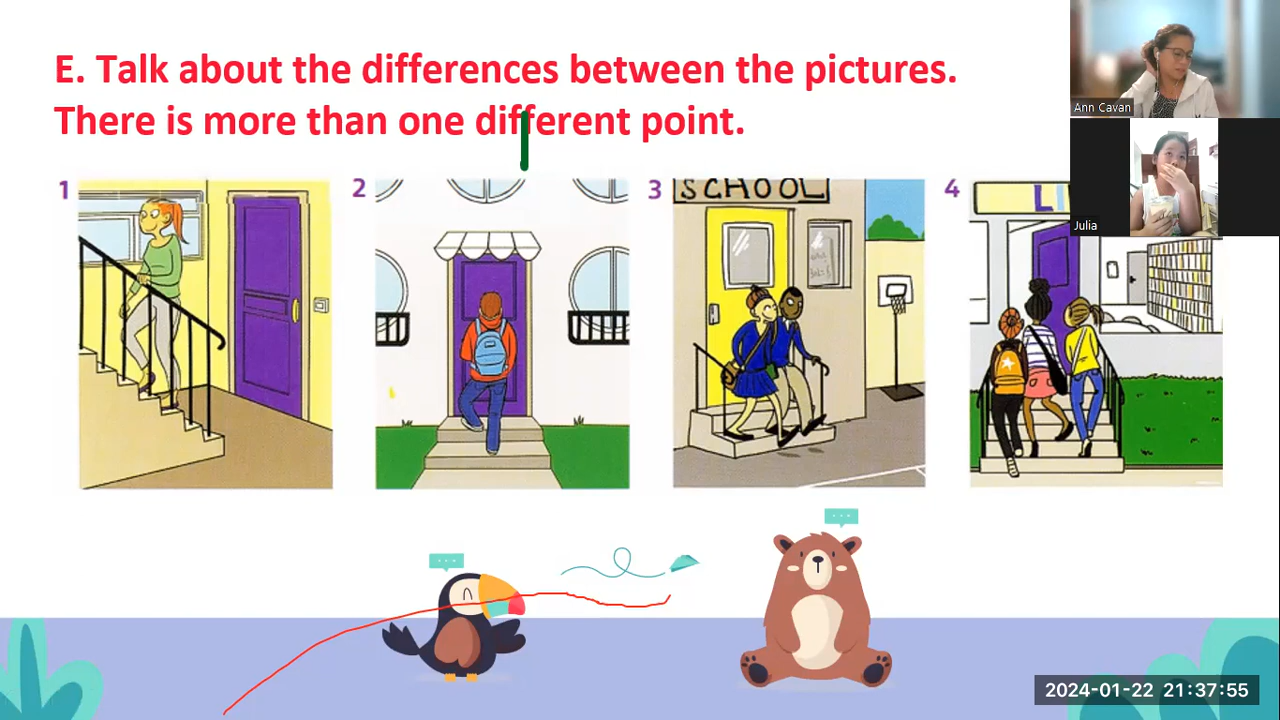 E. Talk about the differences between the pictures.
There is more than one different point.
Ann Cavan
Julia
1
2
3
4
SCHOOL
LI
2024-01-22 21:37:55